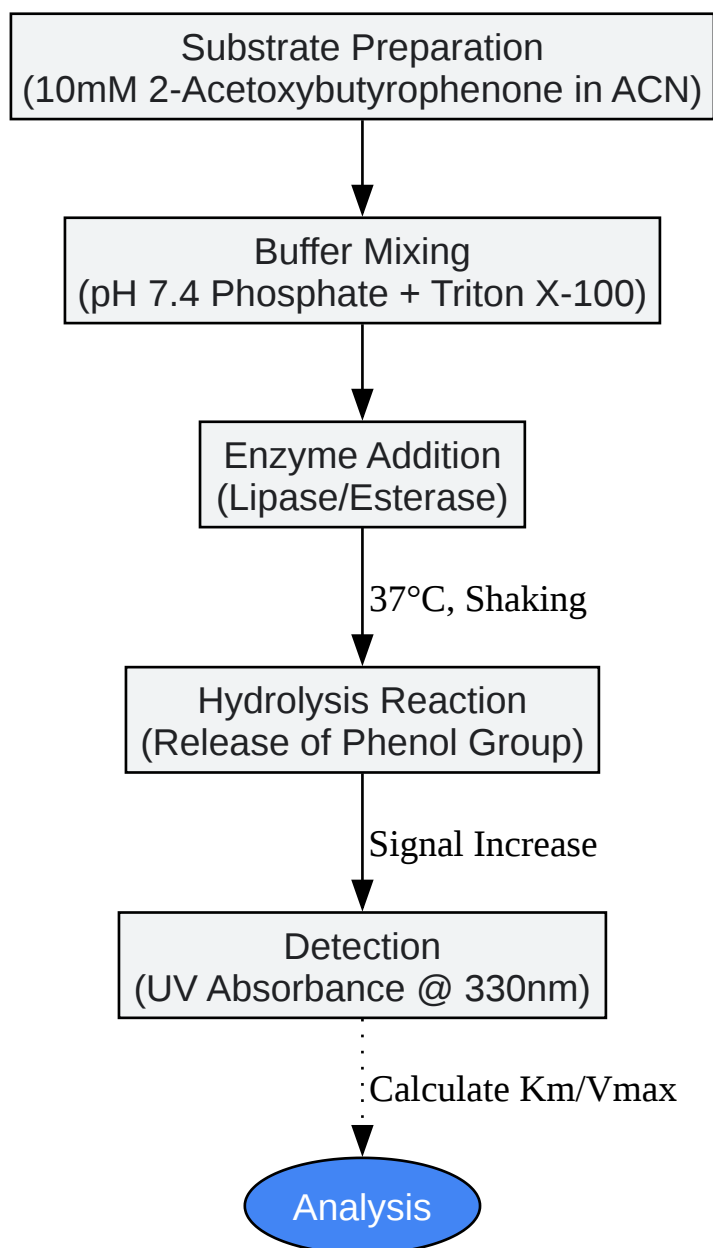 Substrate Preparation
(10mM 2-Acetoxybutyrophenone in ACN)
Buffer Mixing
(pH 7.4 Phosphate + Triton X-100)
Enzyme Addition
(Lipase/Esterase)
37°C, Shaking
Hydrolysis Reaction
(Release of Phenol Group)
Signal Increase
Detection
(UV Absorbance @ 330nm)
Calculate Km/Vmax
Analysis